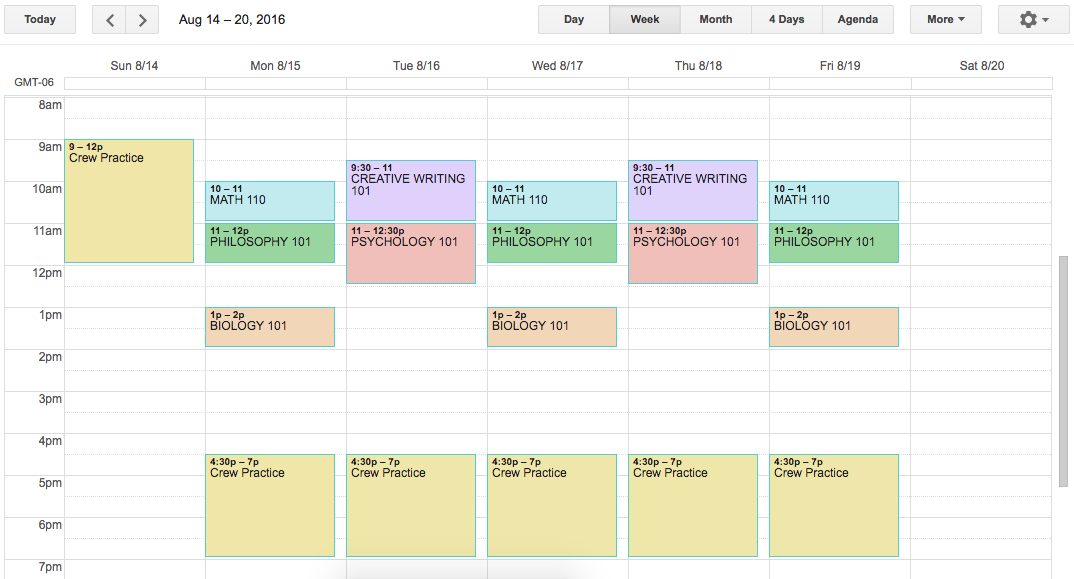 Today Aug 14 – 20, 2016 Day Week Month 4 Days Agenda More
Sun 8/14 Mon 8/15 Tue 8/16 Wed 8/17 Thu 8/18 Fri 8/19 Sat 8/20
GMT-06
8am
9am
9 – 12p
Crew Practice
9:30 – 11
CREATIVE WRITING
101
9:30 – 11
CREATIVE WRITING
101
10am
10 – 11
MATH 110
10 – 11
MATH 110
10 – 11
MATH 110
11am
11 – 12p
PHILOSOPHY 101
11 – 12:30p
PSYCHOLOGY 101
11 – 12p
PHILOSOPHY 101
11 – 12:30p
PSYCHOLOGY 101
11 – 12p
PHILOSOPHY 101
12pm
1pm
1p – 2p
BIOLOGY 101
1p – 2p
BIOLOGY 101
1p – 2p
BIOLOGY 101
2pm
3pm
4pm
4:30p – 7p
Crew Practice
4:30p – 7p
Crew Practice
4:30p – 7p
Crew Practice
4:30p – 7p
Crew Practice
4:30p – 7p
Crew Practice
5pm
6pm
7pm